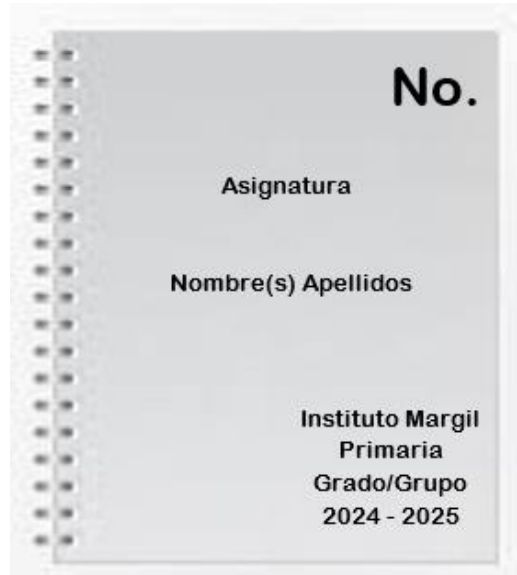 No.
Asignatura
Nombre(s) Apellidos
Instituto Margil
Primaria
Grado/Grupo
2024 - 2025